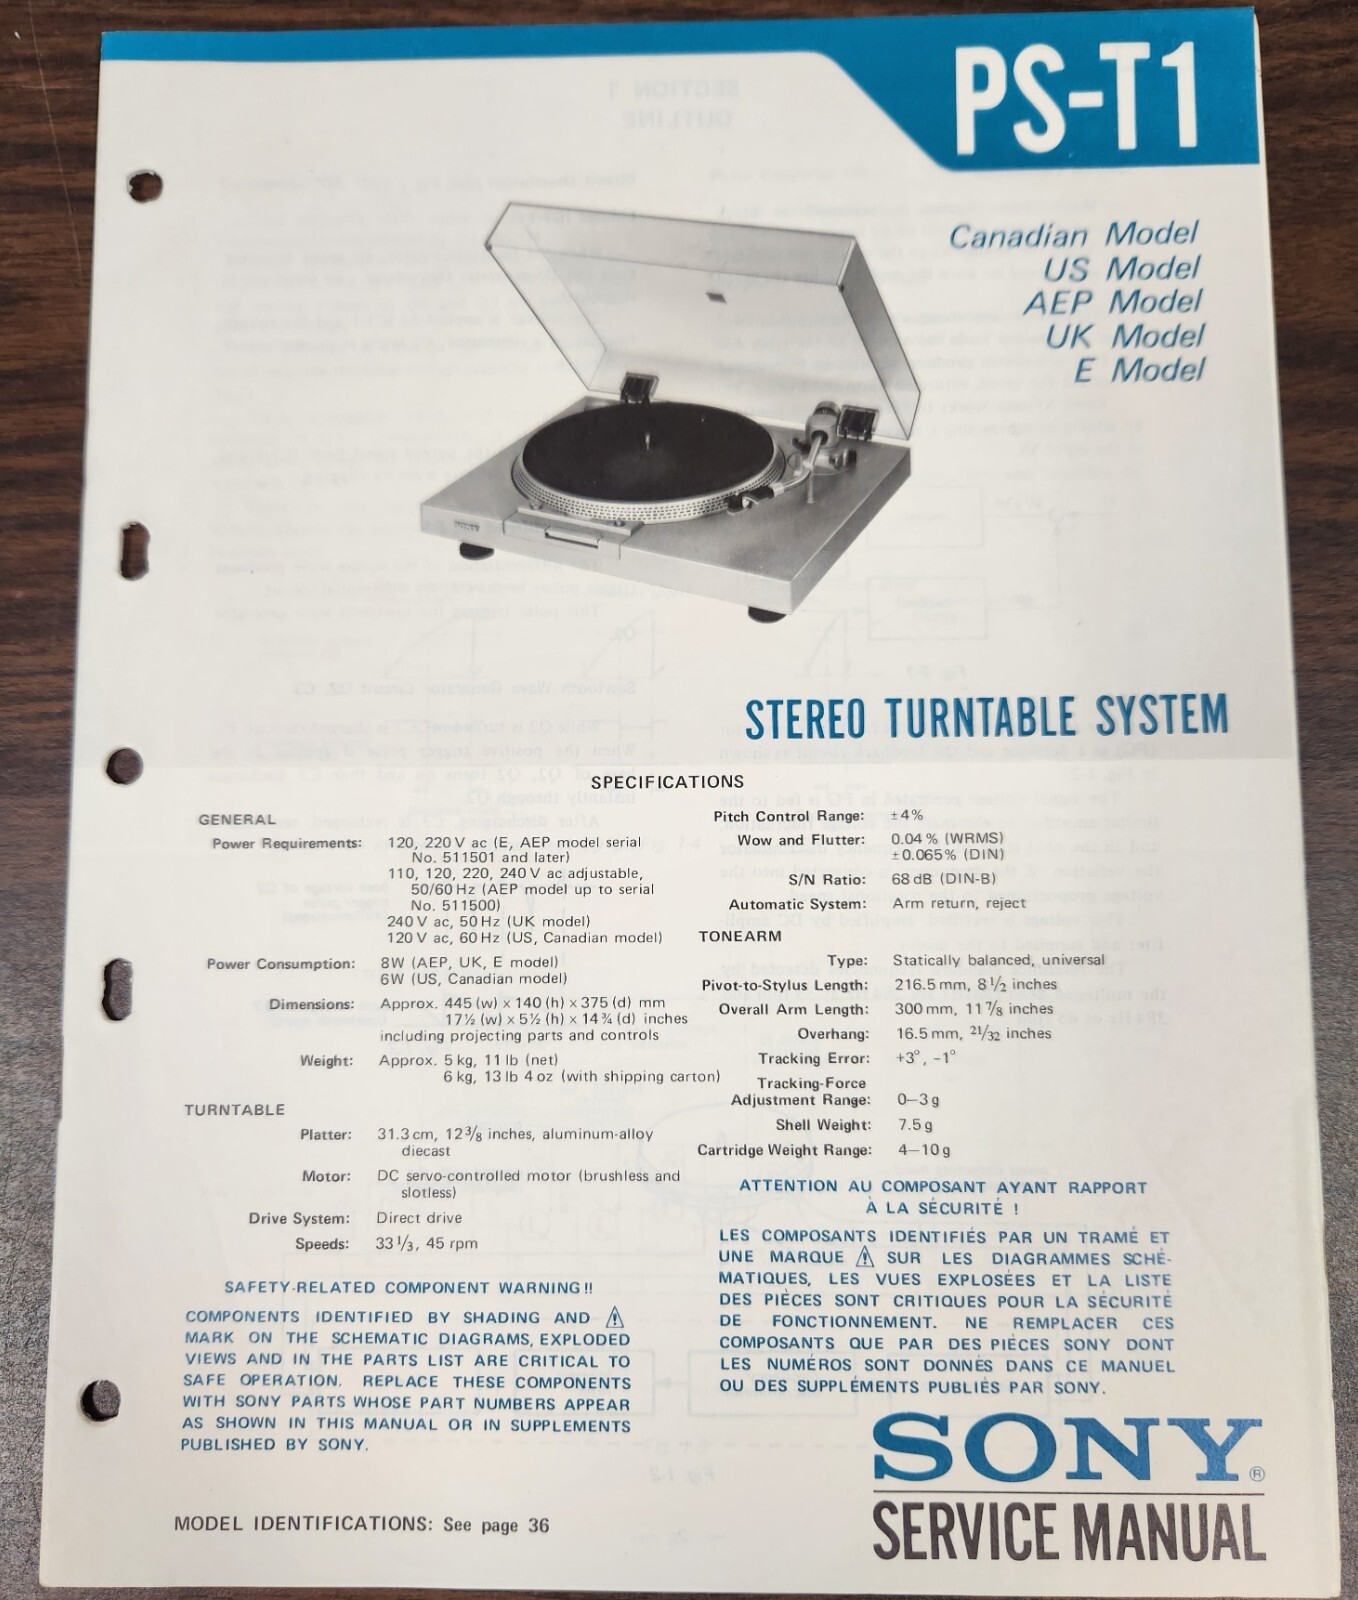 PS-T1
Canadian Model
US Model
AEP Model
UK Model
E Model
STEREO TURNTABLE SYSTEM
SPECIFICATIONS
GENERAL
Power Requirements: 120, 220 V ac (E, AEP model serial
No. 511501 and later)
110, 120, 220, 240 V ac adjustable,
50/60 Hz (AEP model up to serial
No. 511500)
240 V ac, 50 Hz (UK model)
120 V ac, 60 Hz (US, Canadian model)
Power Consumption: 8W (AEP, UK, E model)
6W (US, Canadian model)
Dimensions: Approx. 445 (w) × 140 (h) × 375 (d) mm
17½ (w) × 5½ (h) × 14¾ (d) inches
including projecting parts and controls
Weight: Approx. 5 kg, 11 lb (net)
6 kg, 13 lb 4 oz (with shipping carton)
TURNTABLE
Platter: 31.3 cm, 12 3/8 inches, aluminum-alloy
diecast
Motor: DC servo-controlled motor (brushless and
slotless)
Drive System: Direct drive
Speeds: 33 1/3, 45 rpm
SAFETY-RELATED COMPONENT WARNING!!
COMPONENTS IDENTIFIED BY SHADING AND ⚠
MARK ON THE SCHEMATIC DIAGRAMS, EXPLODED
VIEWS AND IN THE PARTS LIST ARE CRITICAL TO
SAFE OPERATION. REPLACE THESE COMPONENTS
WITH SONY PARTS WHOSE PART NUMBERS APPEAR
AS SHOWN IN THIS MANUAL OR IN SUPPLEMENTS
PUBLISHED BY SONY.
MODEL IDENTIFICATIONS: See page 36
Pitch Control Range: ±4%
Wow and Flutter: 0.04% (WRMS)
±0.065% (DIN)
S/N Ratio: 68 dB (DIN-B)
Automatic System: Arm return, reject
TONEARM
Type: Statically balanced, universal
Pivot-to-Stylus Length: 216.5 mm, 8 1/2 inches
Overall Arm Length: 300 mm, 11 7/8 inches
Overhang: 16.5 mm, 21/32 inches
Tracking Error: +3°, -1°
Tracking-Force
Adjustment Range: 0–3 g
Shell Weight: 7.5 g
Cartridge Weight Range: 4–10 g
ATTENTION AU COMPOSANT AYANT RAPPORT
À LA SÉCURITÉ !
LES COMPOSANTS IDENTIFIÉS PAR UN TRAMÉ ET
UNE MARQUE ⚠ SUR LES DIAGRAMMES SCHÉ-
MATIQUES, LES VUES EXPLOSÉES ET LA LISTE
DES PIÈCES SONT CRITIQUES POUR LA SÉCURITÉ
DE FONCTIONNEMENT. NE REMPLACER CES
COMPOSANTS QUE PAR DES PIÈCES SONY DONT
LES NUMÉROS SONT DONNÉS DANS CE MANUEL
OU DES SUPPLÉMENTS PUBLIÉS PAR SONY.
SONY®
SERVICE MANUAL